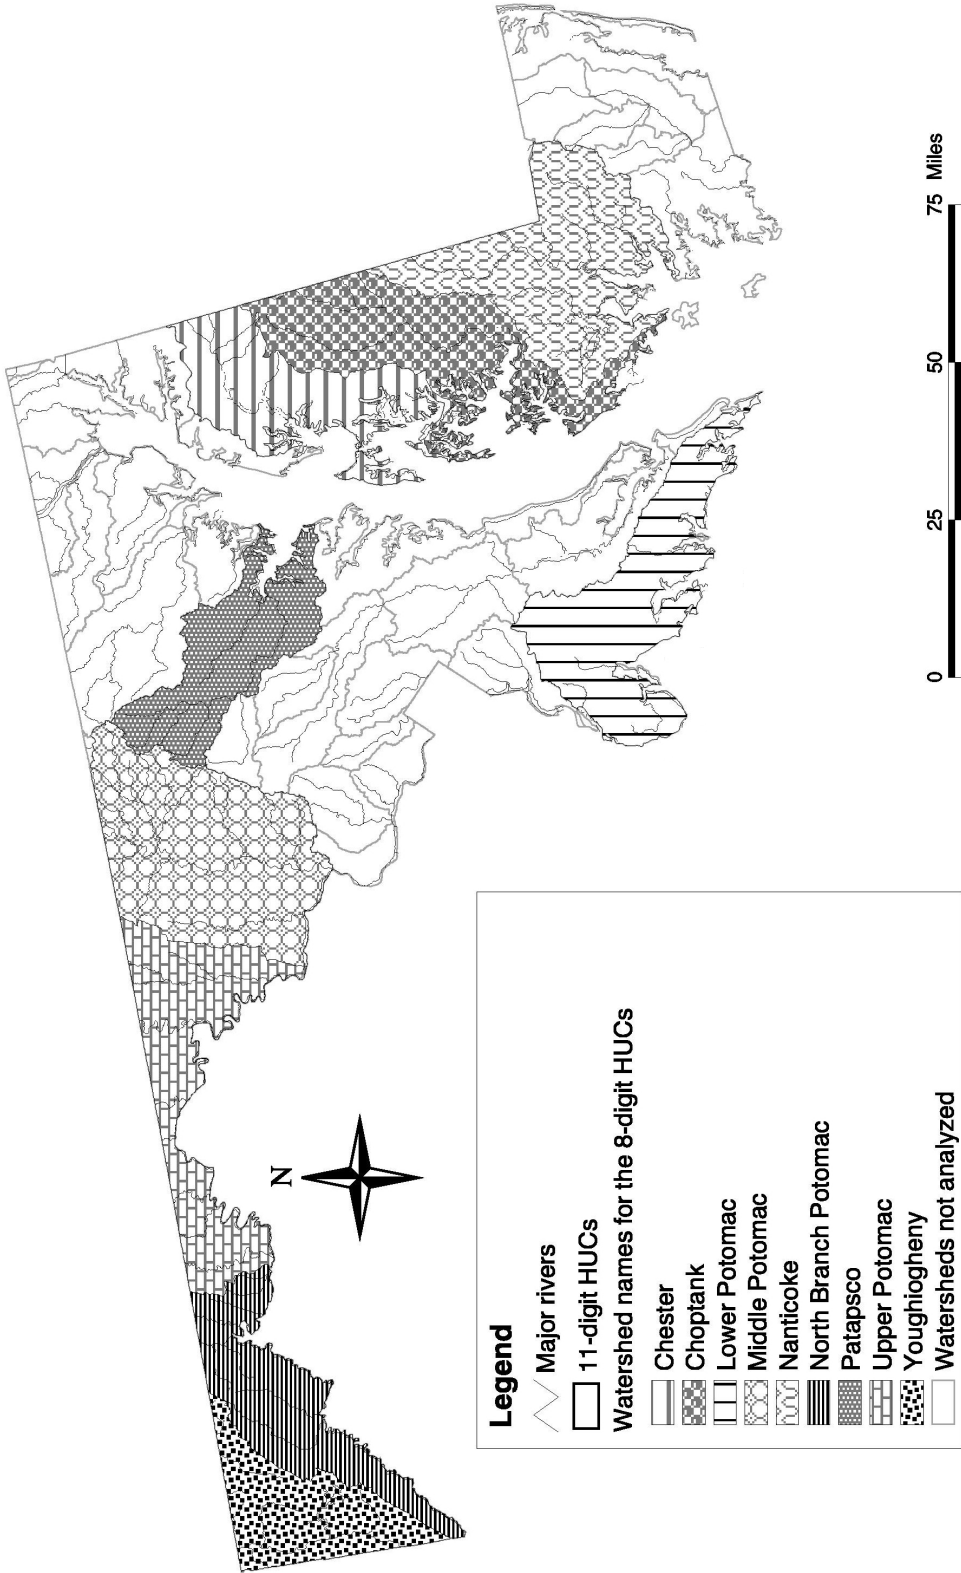 N
Legend
Major rivers
11-digit HUCs
Watershed names for the 8-digit HUCs
Chester
Choptank
Lower Potomac
Middle Potomac
Nanticoke
North Branch Potomac
Patapsco
Upper Potomac
Youghiogheny
Watersheds not analyzed
0 25 50 75 Miles